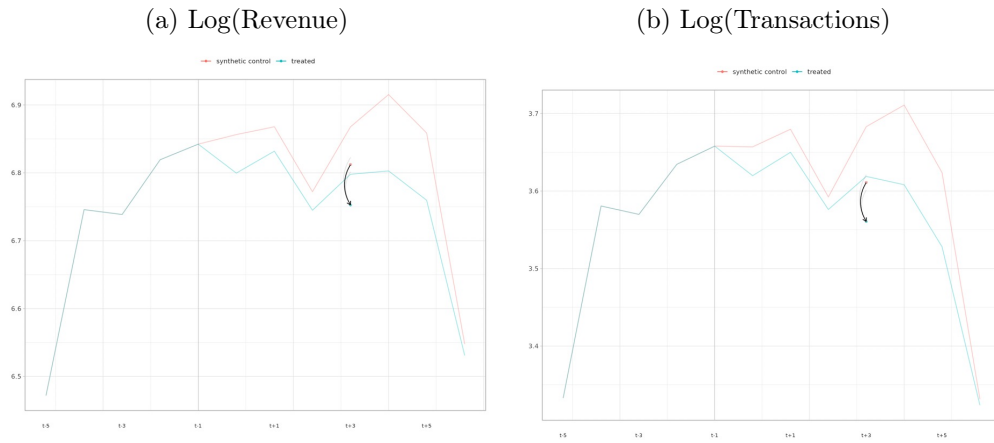 (a) Log(Revenue)
synthetic control treated
6.9
6.8
6.7
6.6
6.5
t-5 t-3 t-1 t+1 t+3 t+5
(b) Log(Transactions)
synthetic control treated
3.7
3.6
3.5
3.4
t-5 t-3 t-1 t+1 t+3 t+5